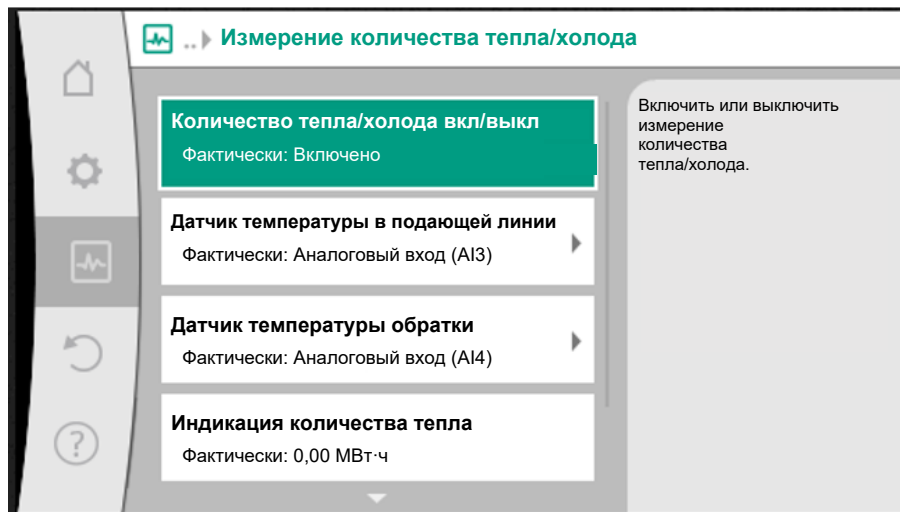 .. Измерение количества тепла/холода
Количество тепла/холода вкл/выкл
Фактически: Включено
Датчик температуры в подающей линии
Фактически: Аналоговый вход (AI3)
Датчик температуры обратки
Фактически: Аналоговый вход (AI4)
Индикация количества тепла
Фактически: 0,00 МВт·ч
Включить или выключить
измерение
количества
тепла/холода.
?